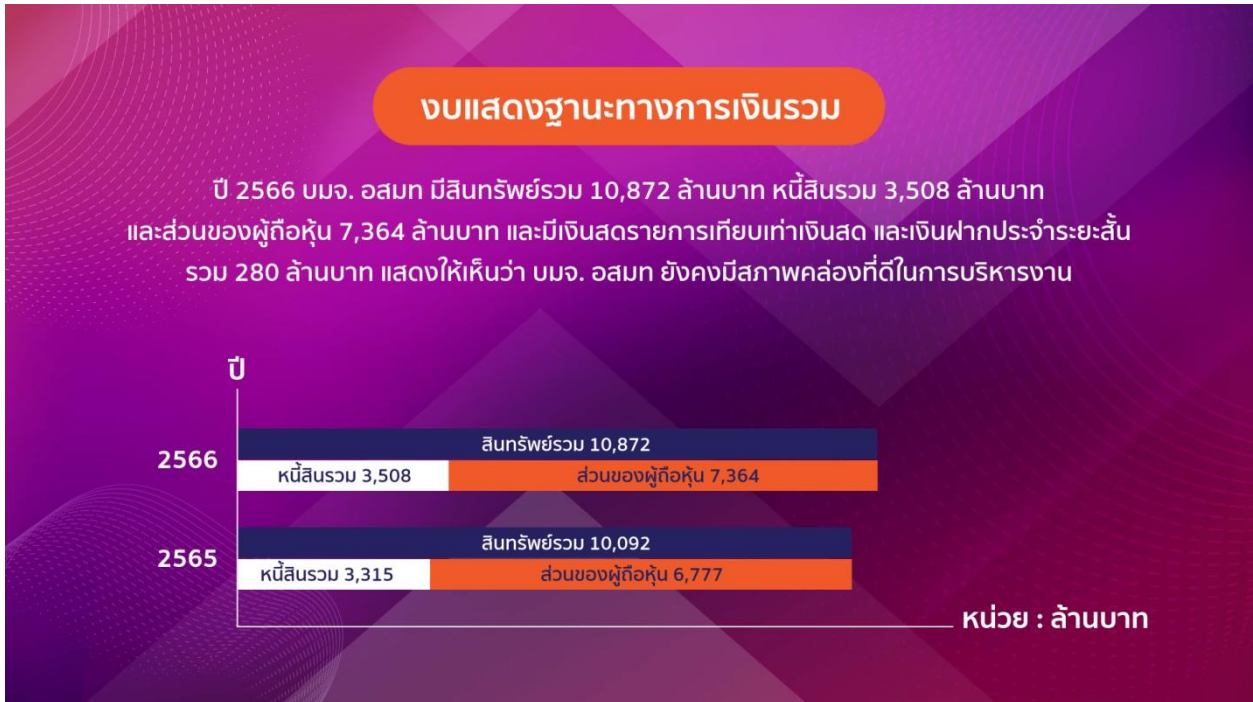 งบแสดงฐานะทางการเงินรวม
ปี 2566 บมจ. อสมท มีสินทรัพย์รวม 10,872 ล้านบาท หนี้สินรวม 3,508 ล้านบาท
และส่วนของผู้ถือหุ้น 7,364 ล้านบาท และมีเงินสดรายการเทียบเท่าเงินสด และเงินฝากประจำระยะสั้น
รวม 280 ล้านบาท แสดงให้เห็นว่า บมจ. อสมท ยังคงมีสภาพคล่องที่ดีในการบริหารงาน
ปี
2566
สินทรัพย์รวม 10,872
หนี้สินรวม 3,508
ส่วนของผู้ถือหุ้น 7,364
2565
สินทรัพย์รวม 10,092
หนี้สินรวม 3,315
ส่วนของผู้ถือหุ้น 6,777
หน่วย : ล้านบาท